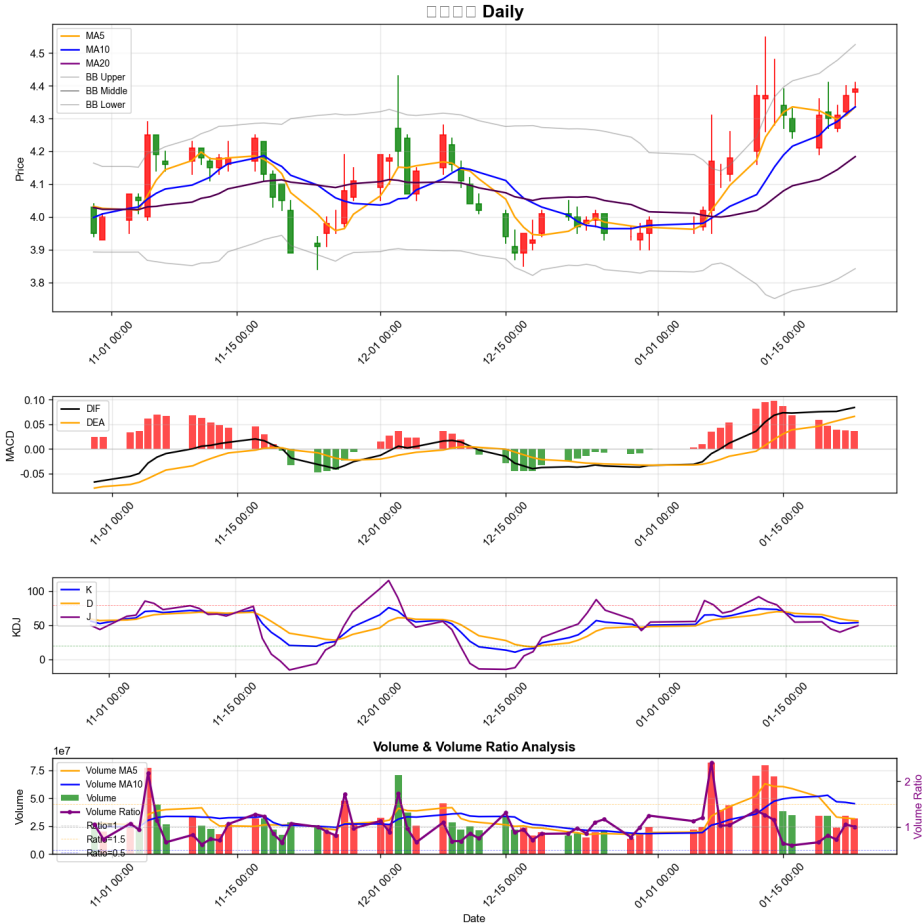 Daily
MA5
MA10
MA20
BB Upper
BB Middle
BB Lower
Price
4.5
4.4
4.3
4.2
4.1
4.0
3.9
3.8
11-01 00:00
11-15 00:00
12-01 00:00
12-15 00:00
01-01 00:00
01-15 00:00
DIF
DEA
MACD
0.10
0.05
0.00
-0.05
11-01 00:00
11-15 00:00
12-01 00:00
12-15 00:00
01-01 00:00
01-15 00:00
K
D
J
KDJ
100
50
0
11-01 00:00
11-15 00:00
12-01 00:00
12-15 00:00
01-01 00:00
01-15 00:00
Volume & Volume Ratio Analysis
1e7
Volume MA5
Volume MA10
Volume
Volume Ratio
Ratio=1
Ratio=1.5
Ratio=0.5
Volume
7.5
5.0
2.5
0.0
2
1
Volume Ratio
11-01 00:00
11-15 00:00
12-01 00:00
12-15 00:00
01-01 00:00
01-15 00:00
Date